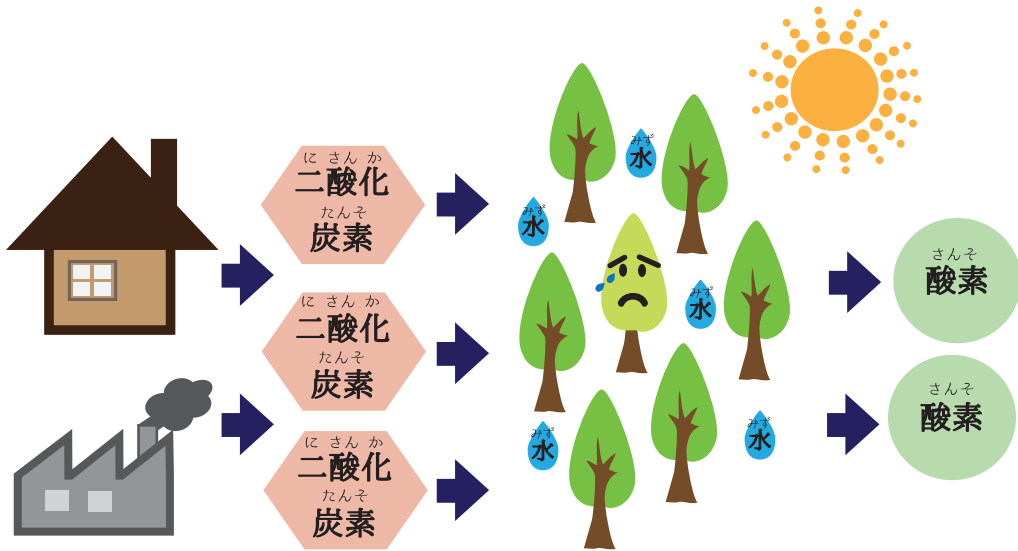 に さん か
二酸化
たんそ
炭素
に さん か
二酸化
たんそ
炭素
に さん か
二酸化
たんそ
炭素
みず
水
みず
水
みず
水
みず
水
みず
水
さんそ
酸素
さんそ
酸素